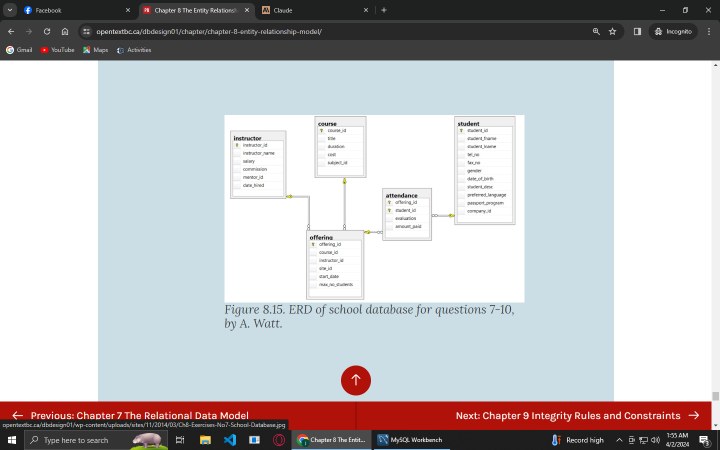 Facebook
Chapter 8 The Entity Relationsh
Claude
opentextbc.ca/dbdesign01/chapter/chapter-8-entity-relationship-model/
Incognito
Gmail
YouTube
Maps
Activities
instructor
instructor_id
instructor_name
salary
commission
mentor_id
date_hired
course
course_id
title
duration
cost
subject_id
student
student_id
student_fname
student_lname
tel_no
fax_no
gender
date_of_birth
student_desc
preferred_language
passport_program
company_id
attendance
offering_id
student_id
evaluation
amount_paid
offering
offering_id
course_id
instructor_id
site_id
start_date
max_no_students
Figure 8.15. ERD of school database for questions 7-10,
by A. Watt.
Previous: Chapter 7 The Relational Data Model
Next: Chapter 9 Integrity Rules and Constraints
opentextbc.ca/wp-content/uploads/sites/11/2014/03/Ch8-Exercises-No7-School-Database.jpg
Type here to search
Chapter 8 The Entit...
MySQL Workbench
Record high
1:55 AM
4/2/2024